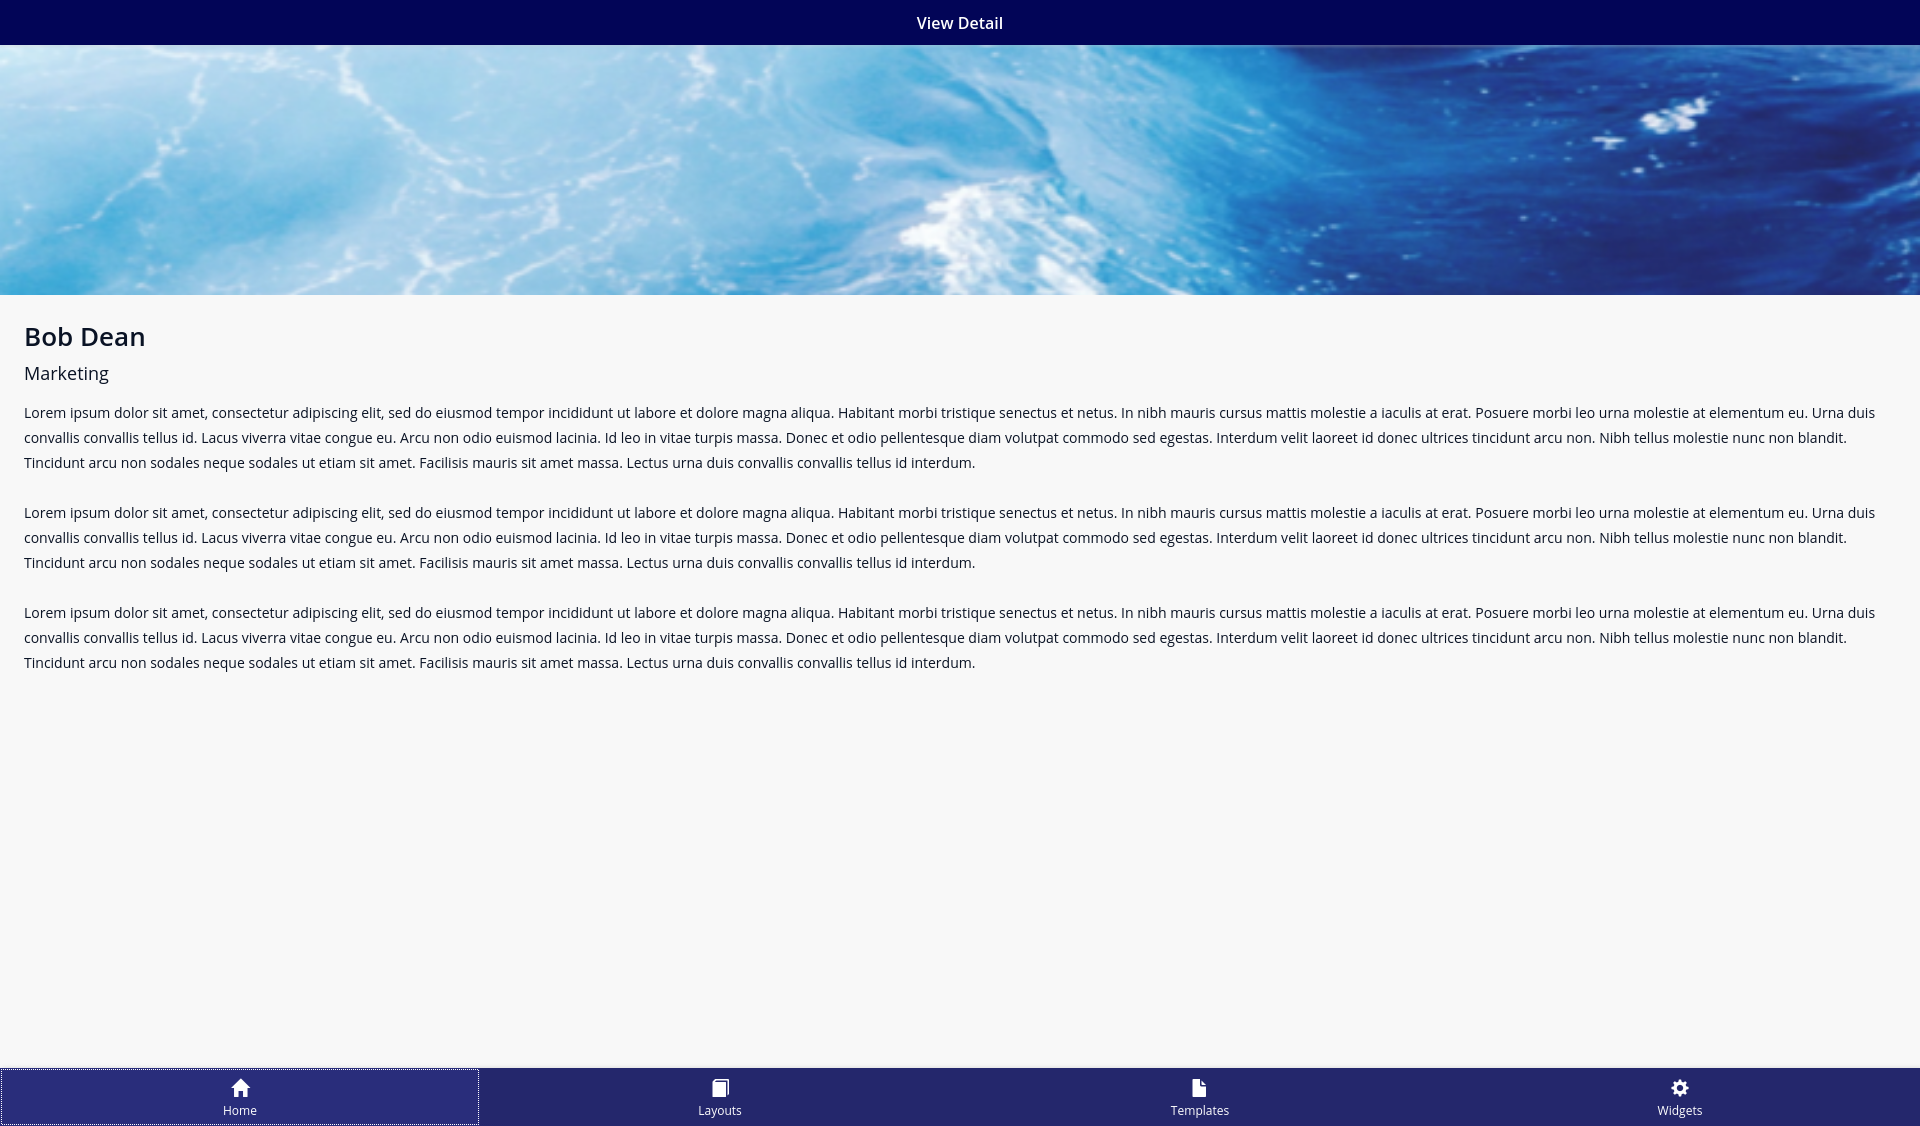 View Detail
Bob Dean
Marketing
Lorem ipsum dolor sit amet, consectetur adipiscing elit, sed do eiusmod tempor incididunt ut labore et dolore magna aliqua. Habitant morbi tristique senectus et netus. In nibh mauris cursus mattis molestie a iaculis at erat. Posuere morbi leo urna molestie at elementum eu. Urna duis
convallis convallis tellus id. Lacus viverra vitae congue eu. Arcu non odio euismod lacinia. Id leo in vitae turpis massa. Donec et odio pellentesque diam volutpat commodo sed egestas. Interdum velit laoreet id donec ultrices tincidunt arcu non. Nibh tellus molestie nunc non blandit.
Tincidunt arcu non sodales neque sodales ut etiam sit amet. Facilisis mauris sit amet massa. Lectus urna duis convallis convallis tellus id interdum.
Lorem ipsum dolor sit amet, consectetur adipiscing elit, sed do eiusmod tempor incididunt ut labore et dolore magna aliqua. Habitant morbi tristique senectus et netus. In nibh mauris cursus mattis molestie a iaculis at erat. Posuere morbi leo urna molestie at elementum eu. Urna duis
convallis convallis tellus id. Lacus viverra vitae congue eu. Arcu non odio euismod lacinia. Id leo in vitae turpis massa. Donec et odio pellentesque diam volutpat commodo sed egestas. Interdum velit laoreet id donec ultrices tincidunt arcu non. Nibh tellus molestie nunc non blandit.
Tincidunt arcu non sodales neque sodales ut etiam sit amet. Facilisis mauris sit amet massa. Lectus urna duis convallis convallis tellus id interdum.
Lorem ipsum dolor sit amet, consectetur adipiscing elit, sed do eiusmod tempor incididunt ut labore et dolore magna aliqua. Habitant morbi tristique senectus et netus. In nibh mauris cursus mattis molestie a iaculis at erat. Posuere morbi leo urna molestie at elementum eu. Urna duis
convallis convallis tellus id. Lacus viverra vitae congue eu. Arcu non odio euismod lacinia. Id leo in vitae turpis massa. Donec et odio pellentesque diam volutpat commodo sed egestas. Interdum velit laoreet id donec ultrices tincidunt arcu non. Nibh tellus molestie nunc non blandit.
Tincidunt arcu non sodales neque sodales ut etiam sit amet. Facilisis mauris sit amet massa. Lectus urna duis convallis convallis tellus id interdum.
Home
Layouts
Templates
Widgets